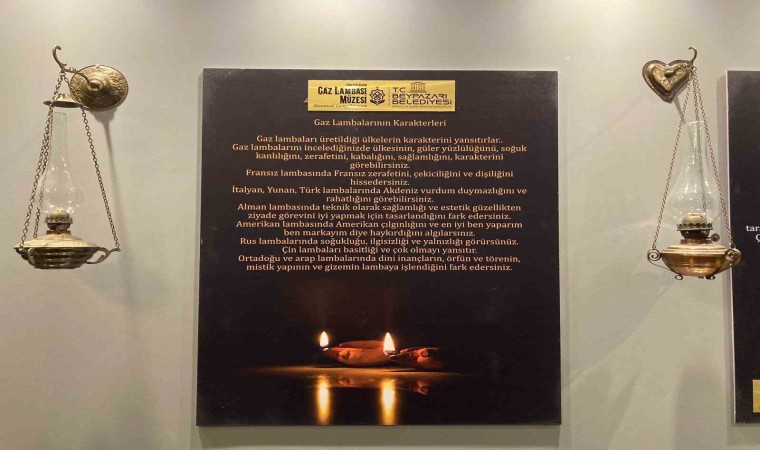 GAZ LAMBASI
MÜZESİ
T.C.
BEYPAZARI
BELEDİYESİ
Gaz Lambalarının Karakterleri
Gaz lambaları üretildiği ülkelerin karakterini yansıtırlar..
Gaz lambalarını incelediğinizde ülkesinin, güler yüzlülüğünü, soğuk
kanlılığını, zerafetini, kabalığını, sağlamlığını, karakterini
görebilirsiniz.
Fransız lambasında Fransız zerafetini, çekiciliğini ve dişiliğini
hissedersiniz.
İtalyan, Yunan, Türk lambalarında Akdeniz vurdum duymazlığını ve
rahatlığını görebilirsiniz.
Alman lambasında teknik olarak sağlamlığı ve estetik güzellikten
ziyade görevini iyi yapmak için tasarlandığını fark edersiniz.
Amerikan lambasında Amerikan çılgınlığını ve en iyi ben yaparım
ben markayım diye haykırdığını algılarsınız.
Rus lambalarında soğukluğu, ilgisizliği ve yalnızlığı görürsünüz.
Çin lambaları basitliği ve çok olmayı yansıtır.
Ortadoğu ve arap lambalarında dini inançların, örfün ve törenin,
mistik yapının ve gizemin lambaya işlendiğini fark edersiniz.